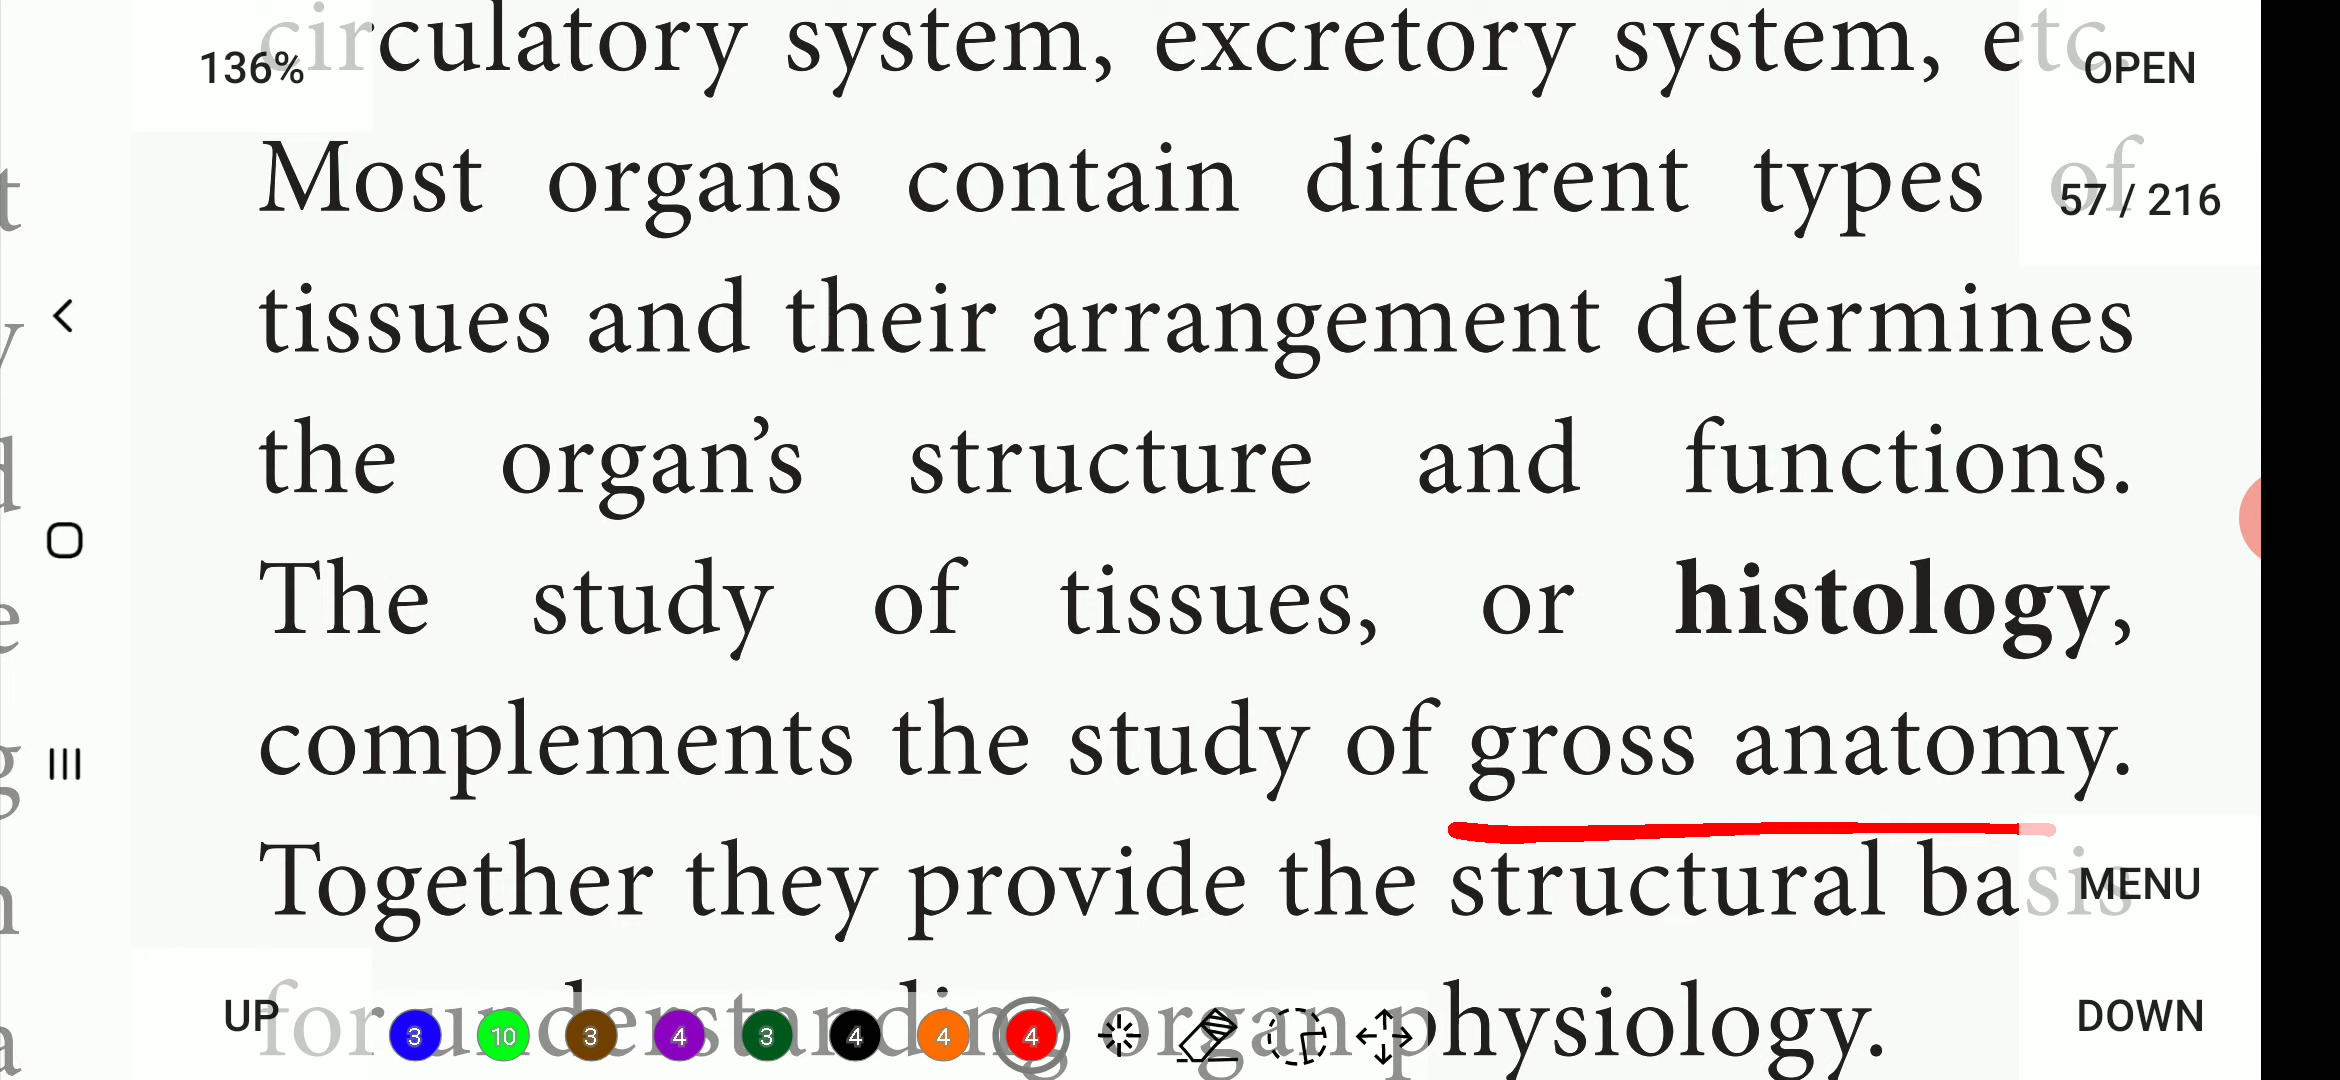 circulatory system, excretory system, etc.
136%
OPEN
Most organs contain different types of
57 / 216
tissues and their arrangement determines
the organ's structure and functions.
The study of tissues, or histology,
complements the study of gross anatomy.
Together they provide the structural basis
MENU
for understanding organ physiology.
UP
3 10 3 4 3 4 4 4
DOWN